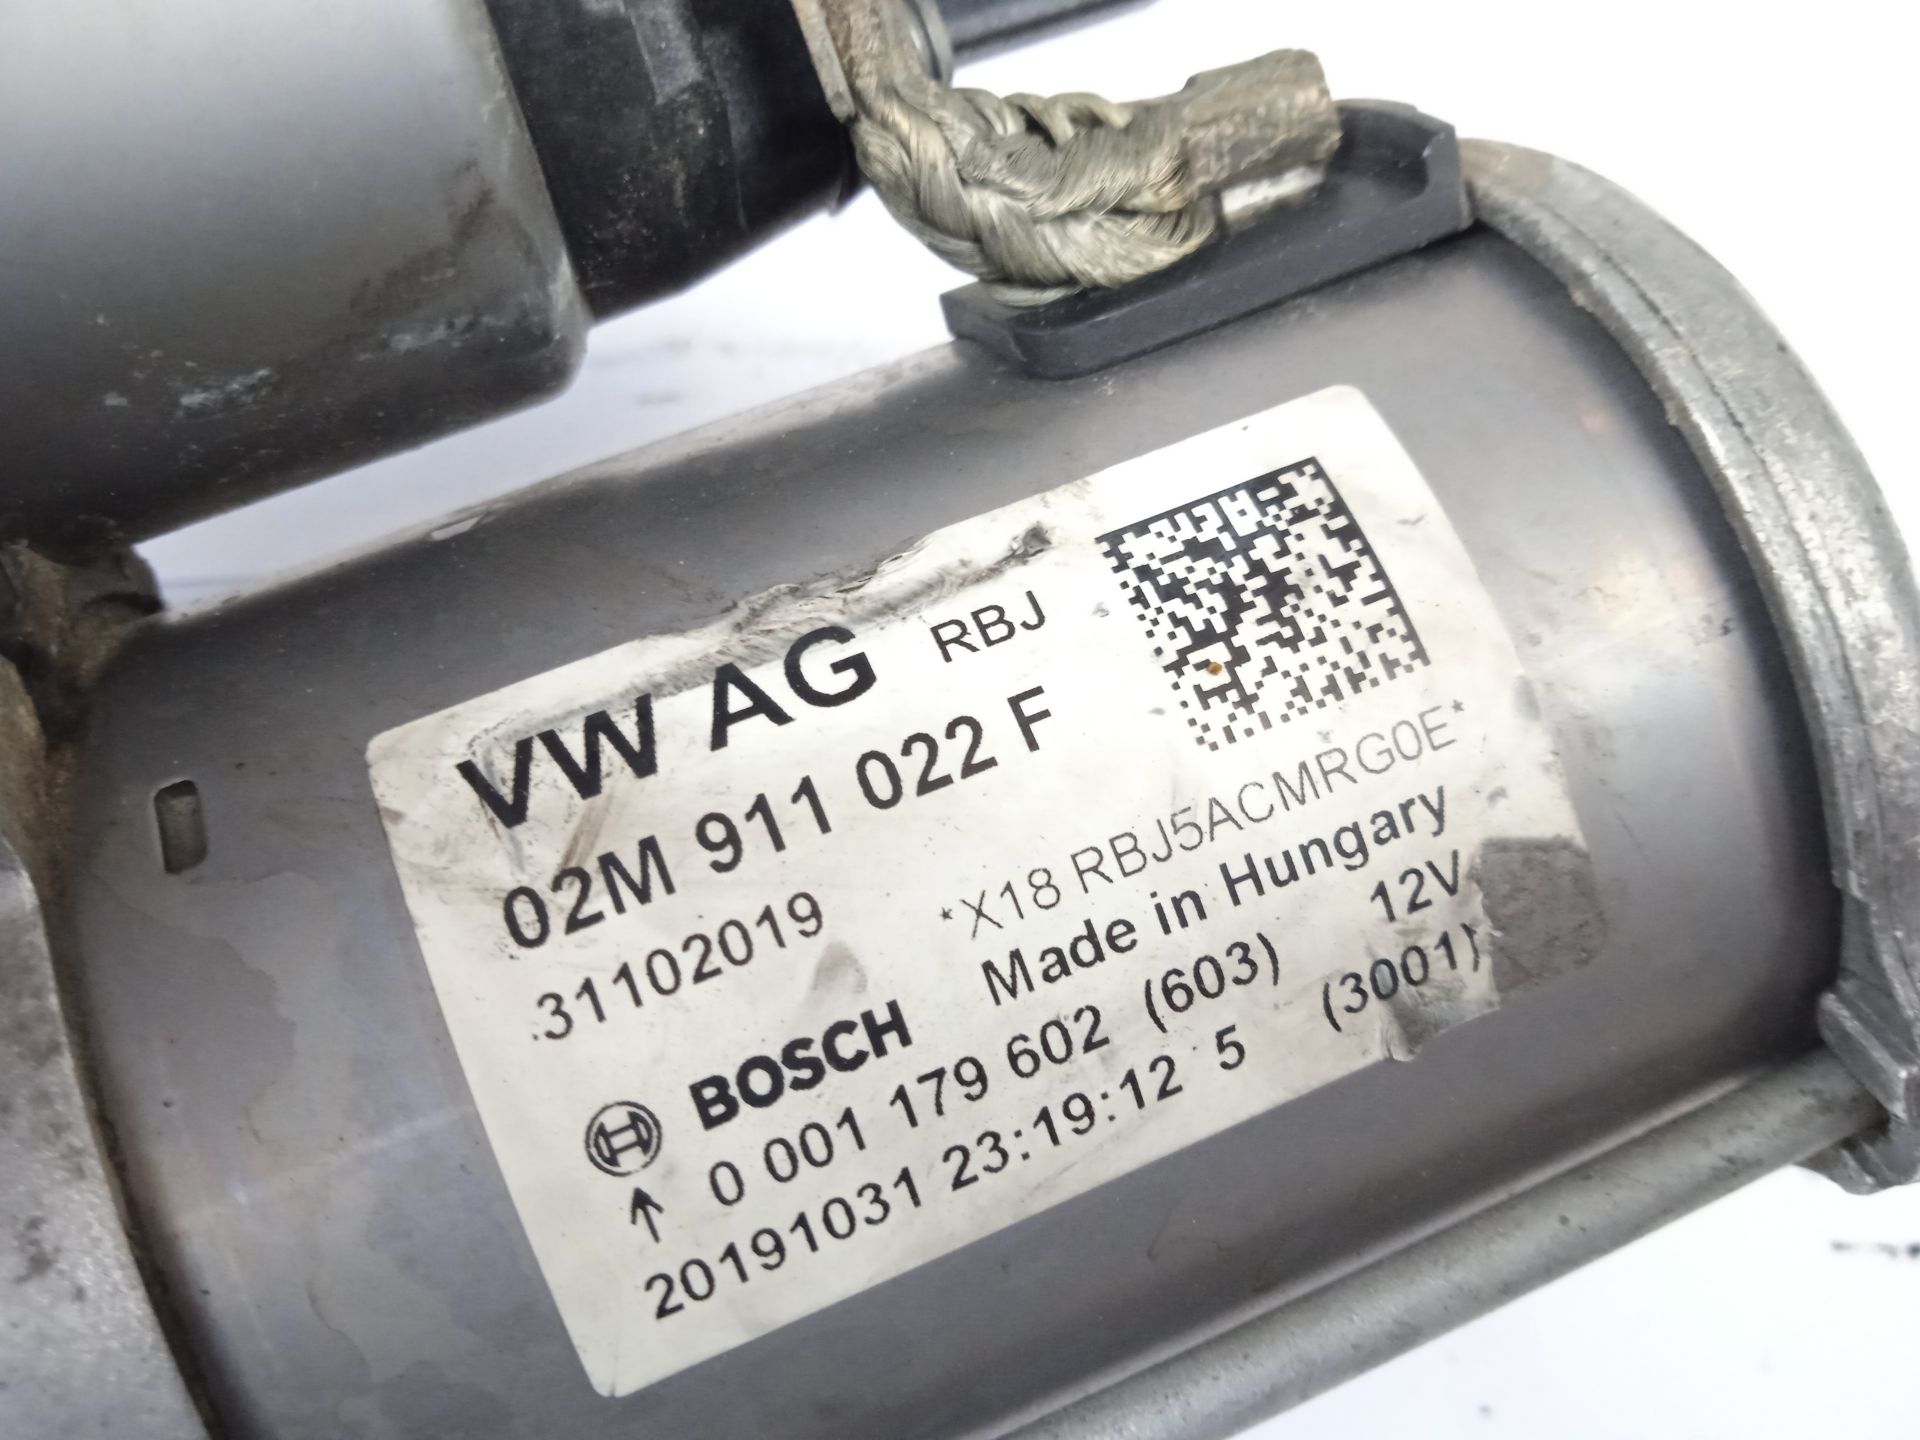 VW AG RBJ
02M 911 022 F
31102019
*X18 RBJ5ACMRG0E*
Made in Hungary
BOSCH
12V
0 001 179 602 (603)
20191031 23:19:12 5 (3001)